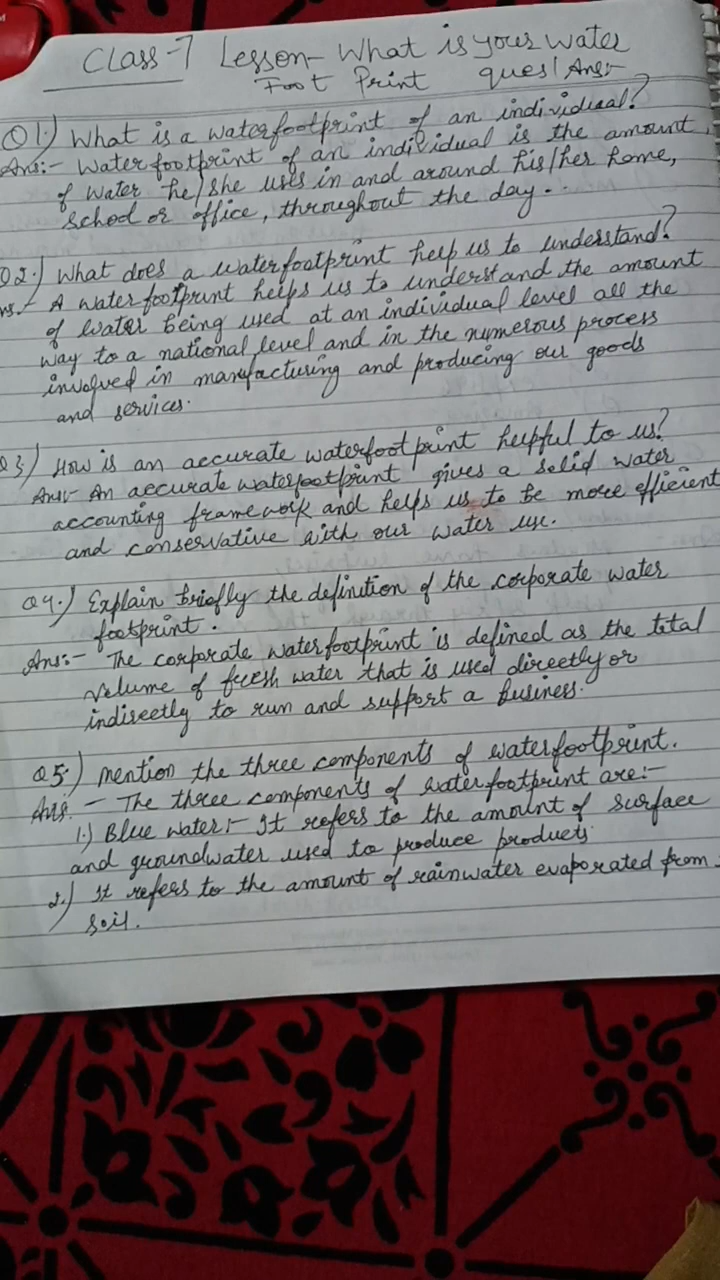 Class-7 Lesson- What is your water
Foot Print ques/Ans:-
Q1.) What is a waterfootprint of an individual?
Ans:- Waterfootprint of an individual is the amount
of water he/she uses in and around his/her home,
school or office, throughout the day...
Q2.) What does a waterfootprint help us to understand?
ns.- A waterfootprint helps us to understand the amount
of water being used at an individual level all the
way to a national level and in the numerous process
involved in manufacturing and producing our goods
and services.
Q3.) How is an accurate waterfootprint helpful to us?
Ans:- An accurate waterfootprint gives a solid water
accounting framework and helps us to be more efficient
and conservative with our water use.
Q4.) Explain briefly the definition of the corporate water
footprint.
Ans:- The corporate waterfootprint is defined as the total
volume of fresh water that is used directly or
indirectly to run and support a business.
Q5.) mention the three components of waterfootprint.
Ans. - The three components of waterfootprint are:-
1.) Blue water:- It refers to the amount of surface
and groundwater used to produce products.
2.) It refers to the amount of rainwater evaporated from
soil.